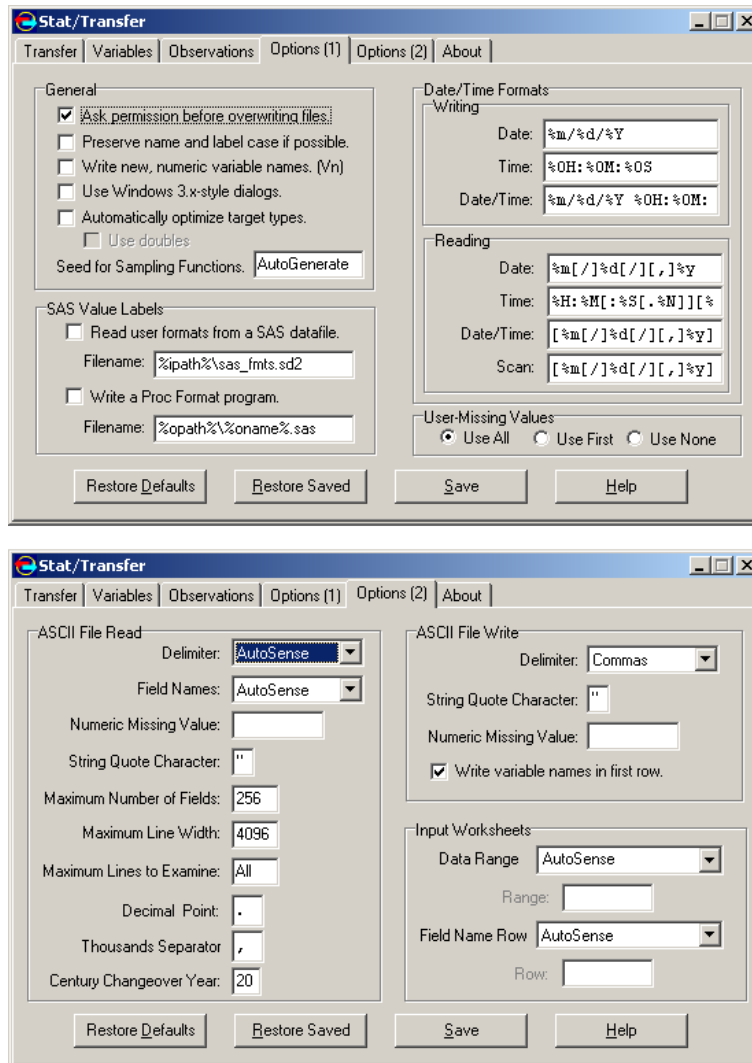 Stat/Transfer
Transfer Variables Observations Options (1) Options (2) About
General
Ask permission before overwriting files.
Preserve name and label case if possible.
Write new, numeric variable names. (Vn)
Use Windows 3.x-style dialogs.
Automatically optimize target types.
Use doubles
Seed for Sampling Functions. AutoGenerate
SAS Value Labels
Read user formats from a SAS datafile.
Filename: %ipath%\sas_fmts.sd2
Write a Proc Format program.
Filename: %opath%\%oname%.sas
Date/Time Formats
Writing
Date: %m/%d/%Y
Time: %0H:%0M:%0S
Date/Time: %m/%d/%Y %0H:%0M:
Reading
Date: %m[/]%d[/][,]%y
Time: %H:%M[:%S[.%N]][%
Date/Time: [%m[/]%d[/][,]%y]
Scan: [%m[/]%d[/][,]%y]
User-Missing Values
Use All Use First Use None
Restore Defaults Restore Saved Save Help
Stat/Transfer
Transfer Variables Observations Options (1) Options (2) About
ASCII File Read
Delimiter: AutoSense
Field Names: AutoSense
Numeric Missing Value:
String Quote Character: "
Maximum Number of Fields: 256
Maximum Line Width: 4096
Maximum Lines to Examine: All
Decimal Point: .
Thousands Separator ,
Century Changeover Year: 20
ASCII File Write
Delimiter: Commas
String Quote Character: "
Numeric Missing Value:
Write variable names in first row.
Input Worksheets
Data Range AutoSense
Range:
Field Name Row AutoSense
Row:
Restore Defaults Restore Saved Save Help